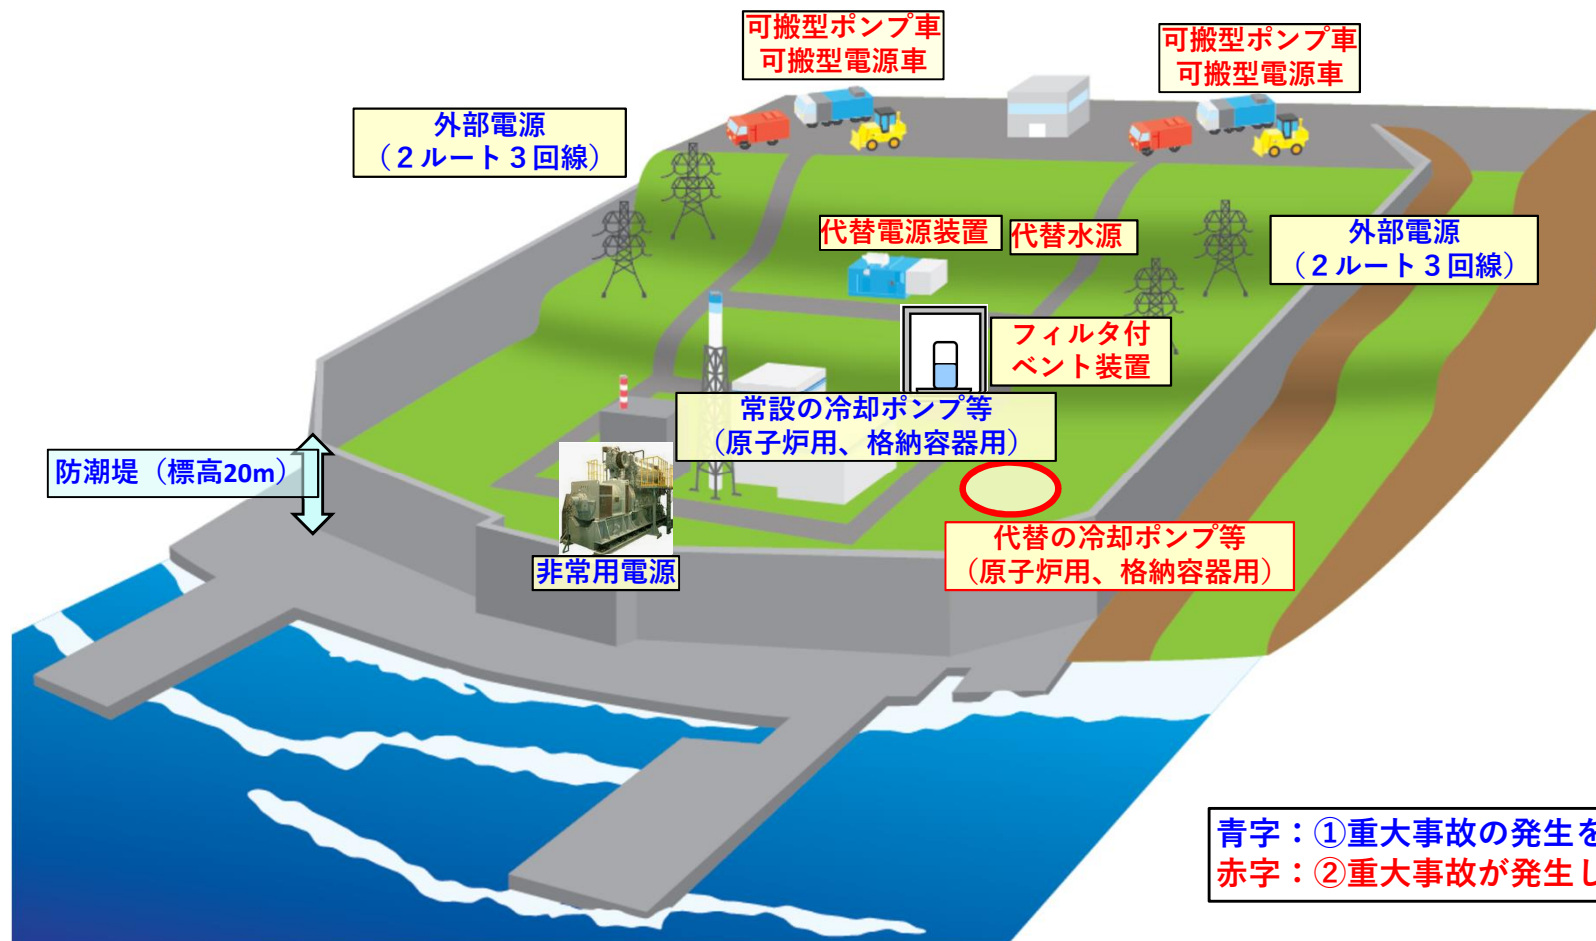 可搬型ポンプ車
可搬型電源車
可搬型ポンプ車
可搬型電源車
外部電源
（２ルート３回線）
代替電源装置
代替水源
外部電源
（２ルート３回線）
フィルタ付
ベント装置
常設の冷却ポンプ等
（原子炉用、格納容器用）
防潮堤（標高20m）
代替の冷却ポンプ等
（原子炉用、格納容器用）
非常用電源
青字：①重大事故の発生を
赤字：②重大事故が発生し